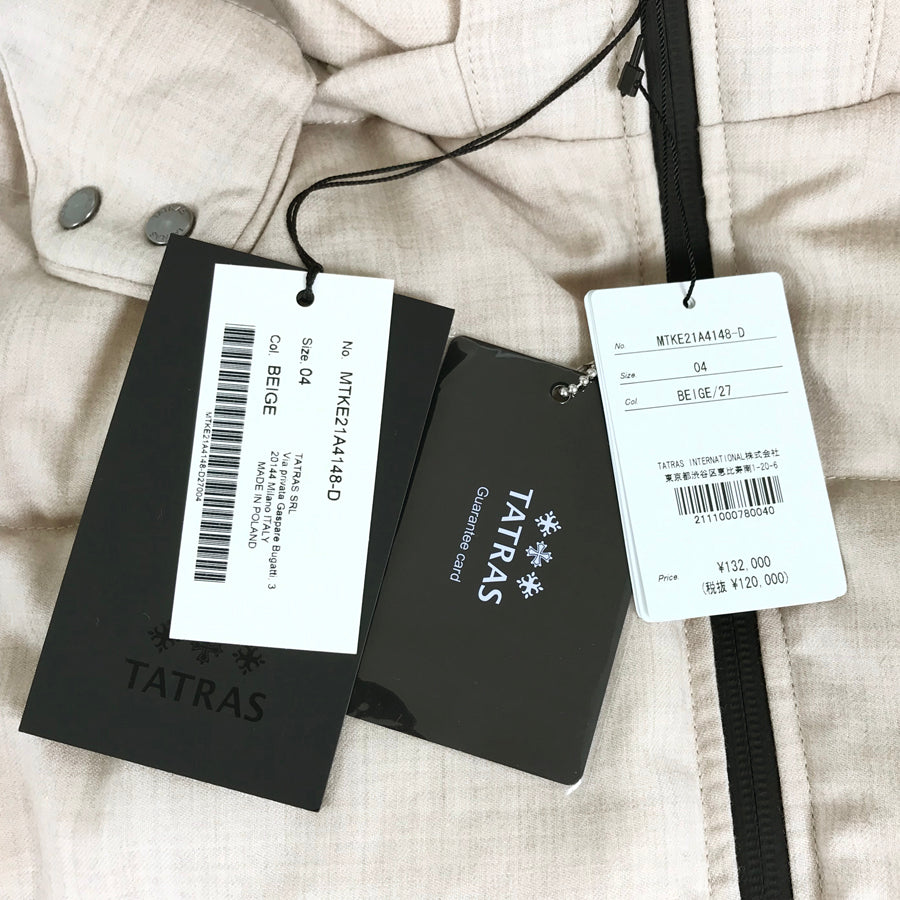 No. MTKE21A4148-D
Size. 04
Col. BEIGE
MTKE21A4148-D27004
TATRAS SRL
Via privata Gaspare Bugatti, 3
20144 Milano ITALY
MADE IN POLAND
TATRAS
TATRAS
Guarantee card
No. MTKE21A4148-D
Size. 04
Col. BEIGE/27
TATRAS INTERNATIONAL株式会社
東京都渋谷区恵比寿南1-20-6
2111000780040
Price. ¥132,000
(税抜 ¥120,000)